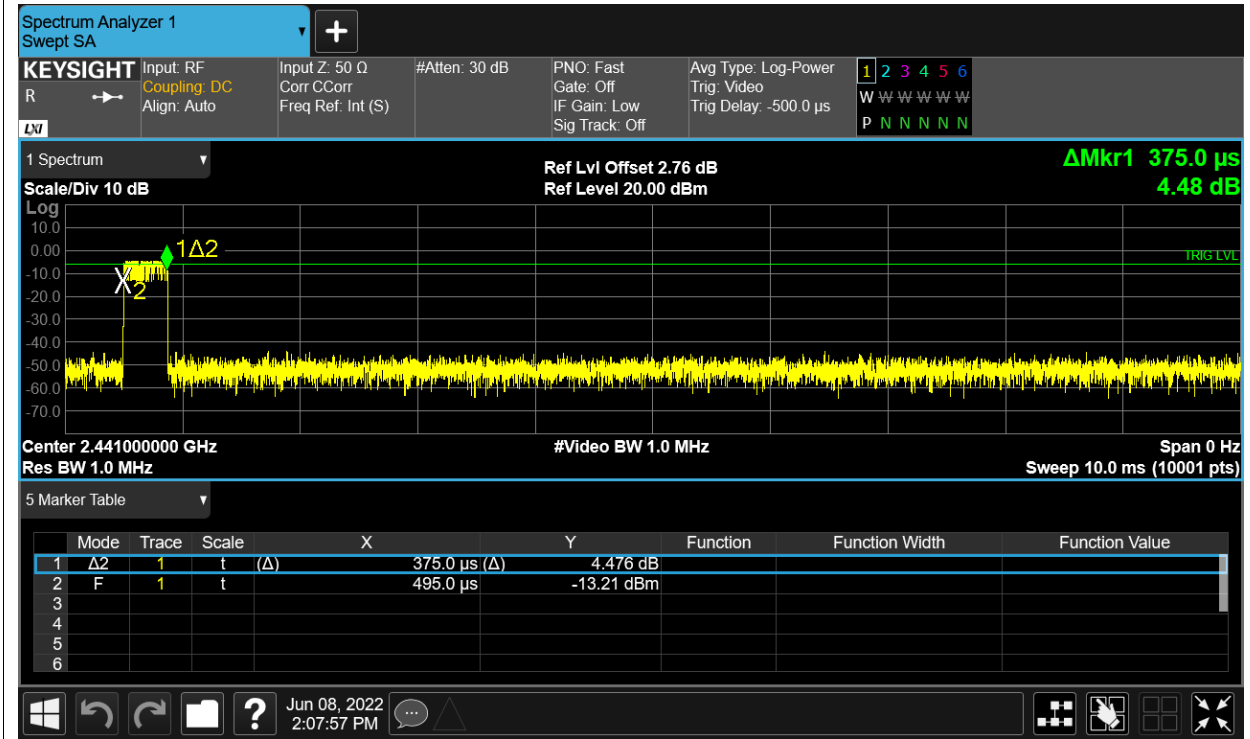 Spectrum Analyzer 1
Swept SA
KEYSIGHT
R
LXI
Input: RF
Coupling: DC
Align: Auto
Input Z: 50 Ω
Corr CCorr
Freq Ref: Int (S)
#Atten: 30 dB
PNO: Fast
Gate: Off
IF Gain: Low
Sig Track: Off
Avg Type: Log-Power
Trig: Video
Trig Delay: -500.0 µs
1 2 3 4 5 6
W W W W W W
P N N N N N
1 Spectrum
Scale/Div 10 dB
Ref Lvl Offset 2.76 dB
Ref Level 20.00 dBm
ΔMkr1 375.0 µs
4.48 dB
Log
10.0
0.00
-10.0
-20.0
-30.0
-40.0
-50.0
-60.0
-70.0
1Δ2
X2
TRIG LVL
Center 2.441000000 GHz
#Video BW 1.0 MHz
Span 0 Hz
Res BW 1.0 MHz
Sweep 10.0 ms (10001 pts)
5 Marker Table
Mode Trace Scale X Y Function Function Width Function Value
1 Δ2 1 t (Δ) 375.0 µs (Δ) 4.476 dB
2 F 1 t 495.0 µs -13.21 dBm
3
4
5
6
?
Jun 08, 2022
2:07:57 PM